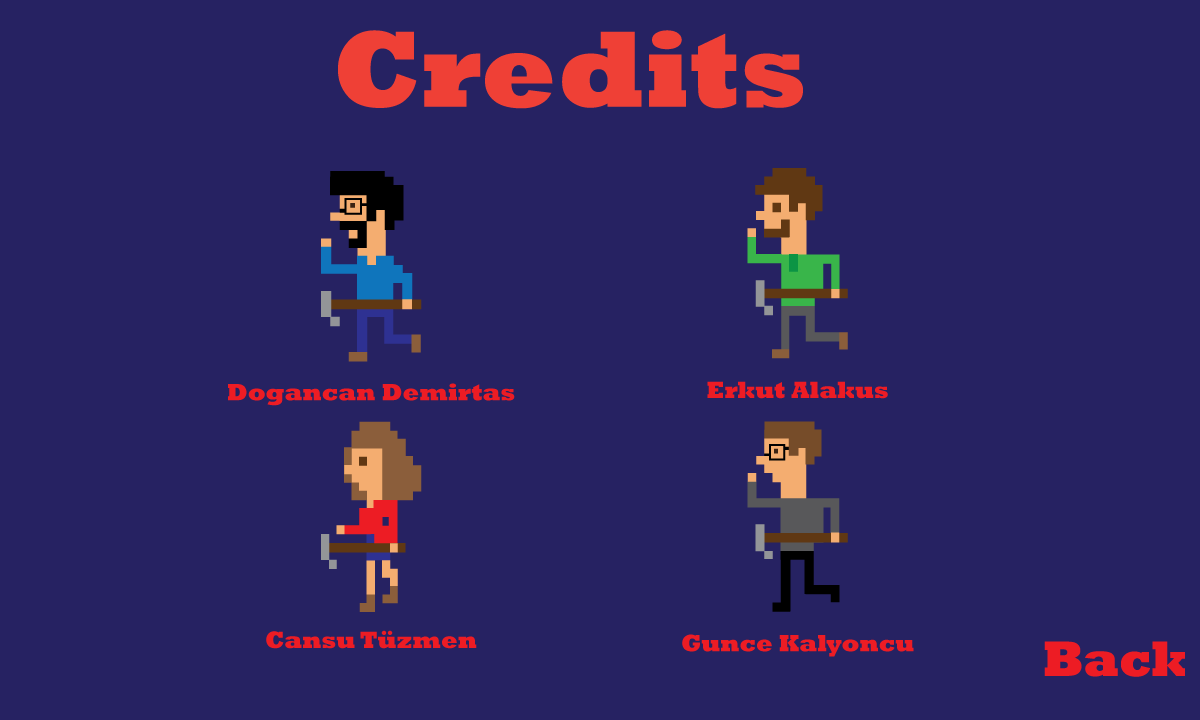 Credits
Dogancan Demirtas
Erkut Alakus
Cansu Tüzmen
Gunce Kalyoncu
Back